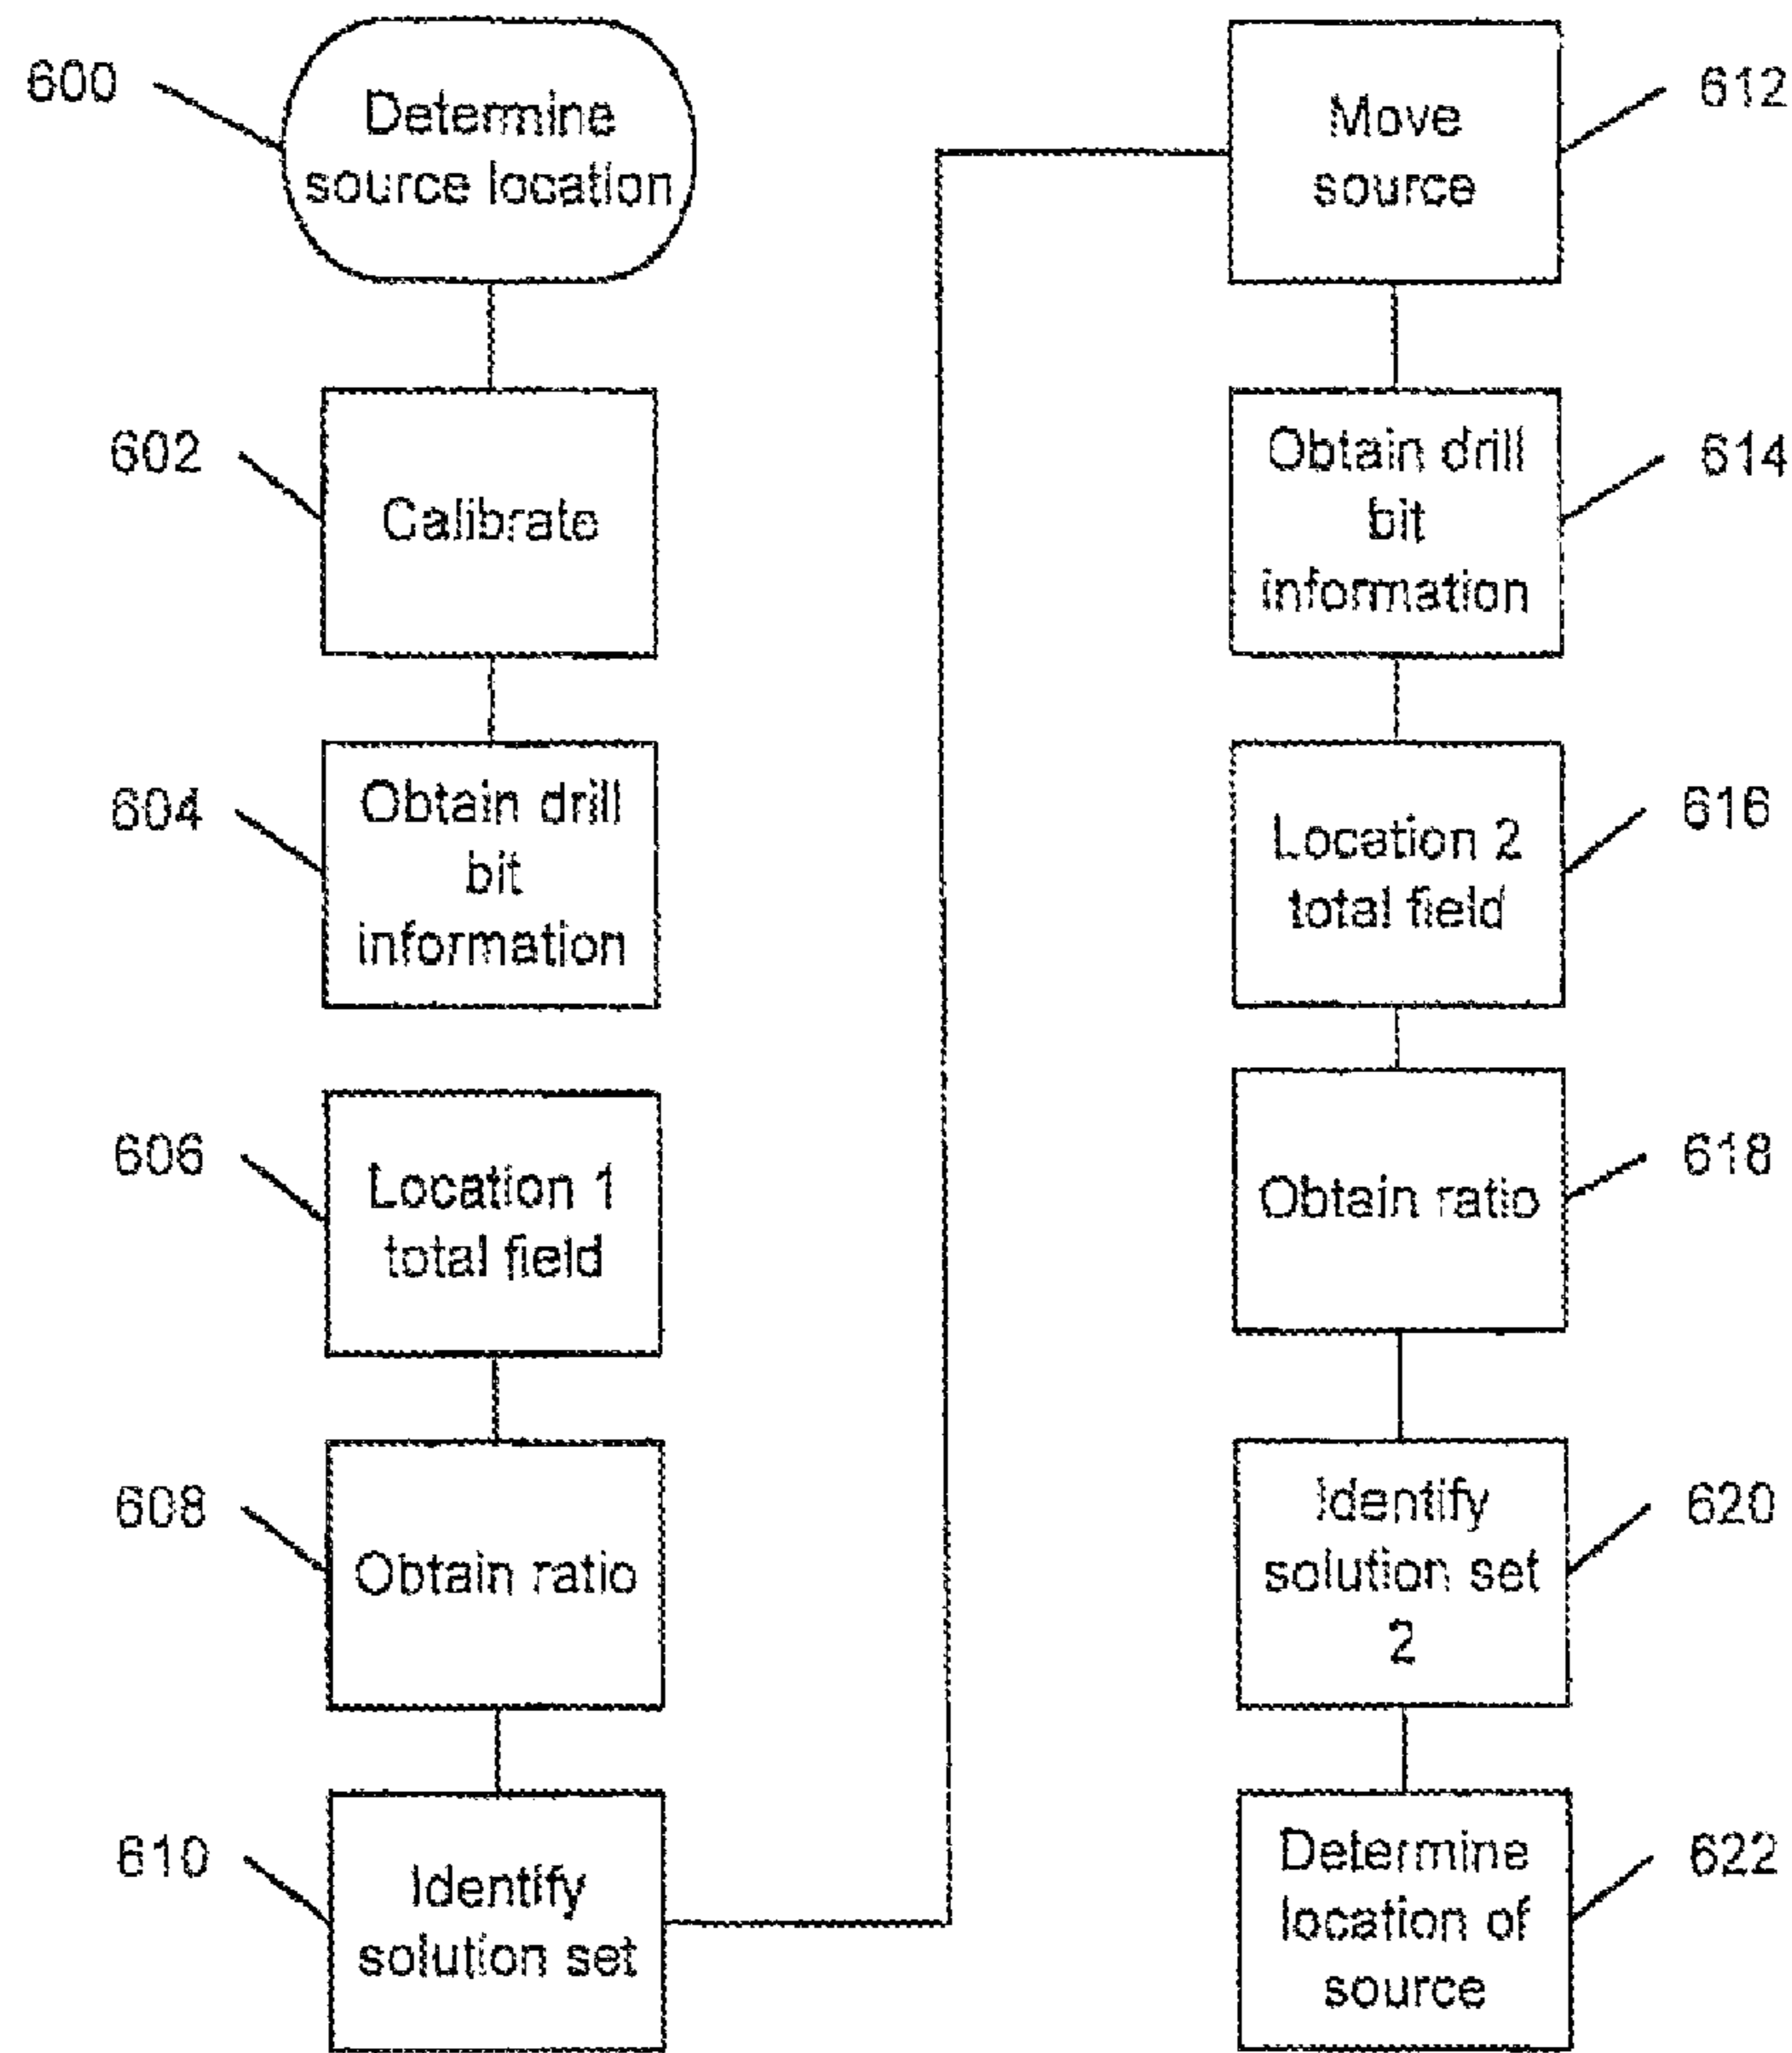 600
Determine
source location
602
Calibrate
604
Obtain drill
bit
information
606
Location 1
total field
608
Obtain ratio
610
Identify
solution set
612
Move
source
614
Obtain drill
bit
information
616
Location 2
total field
618
Obtain ratio
620
Identify
solution set
2
622
Determine
location of
source